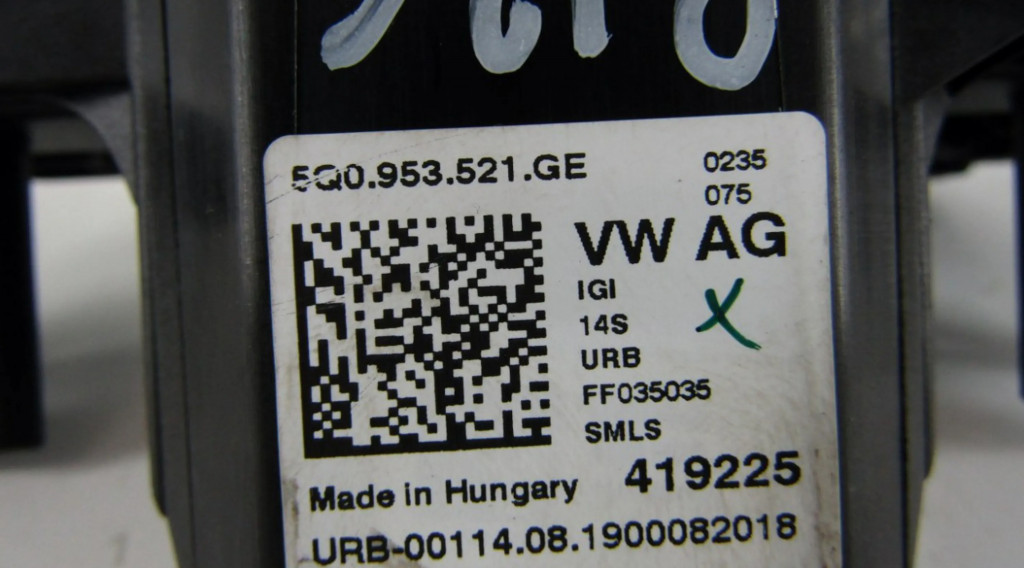 5Q0.953.521.GE
0235
075
VW AG
IGI
14S
URB
FF035035
SMLS
419225
Made in Hungary
URB-00114.08.1900082018